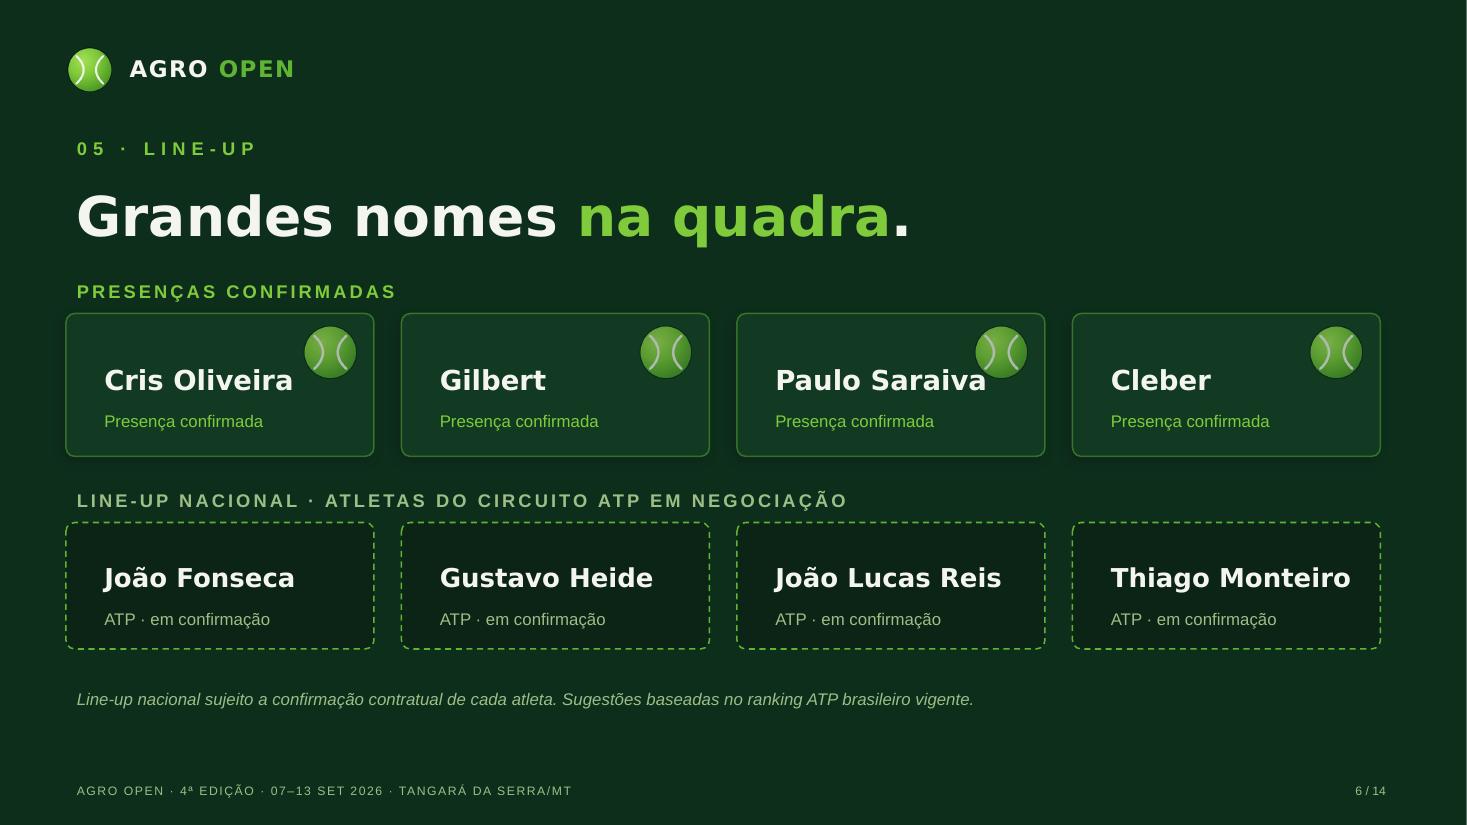 AGRO OPEN
05 · LINE-UP
Grandes nomes na quadra.
PRESENÇAS CONFIRMADAS
Cris Oliveira
Presença confirmada
Gilbert
Presença confirmada
Paulo Saraiva
Presença confirmada
Cleber
Presença confirmada
LINE-UP NACIONAL · ATLETAS DO CIRCUITO ATP EM NEGOCIAÇÃO
João Fonseca
ATP · em confirmação
Gustavo Heide
ATP · em confirmação
João Lucas Reis
ATP · em confirmação
Thiago Monteiro
ATP · em confirmação
Line-up nacional sujeito a confirmação contratual de cada atleta. Sugestões baseadas no ranking ATP brasileiro vigente.
AGRO OPEN · 4ª EDIÇÃO · 07–13 SET 2026 · TANGARÁ DA SERRA/MT
6 / 14